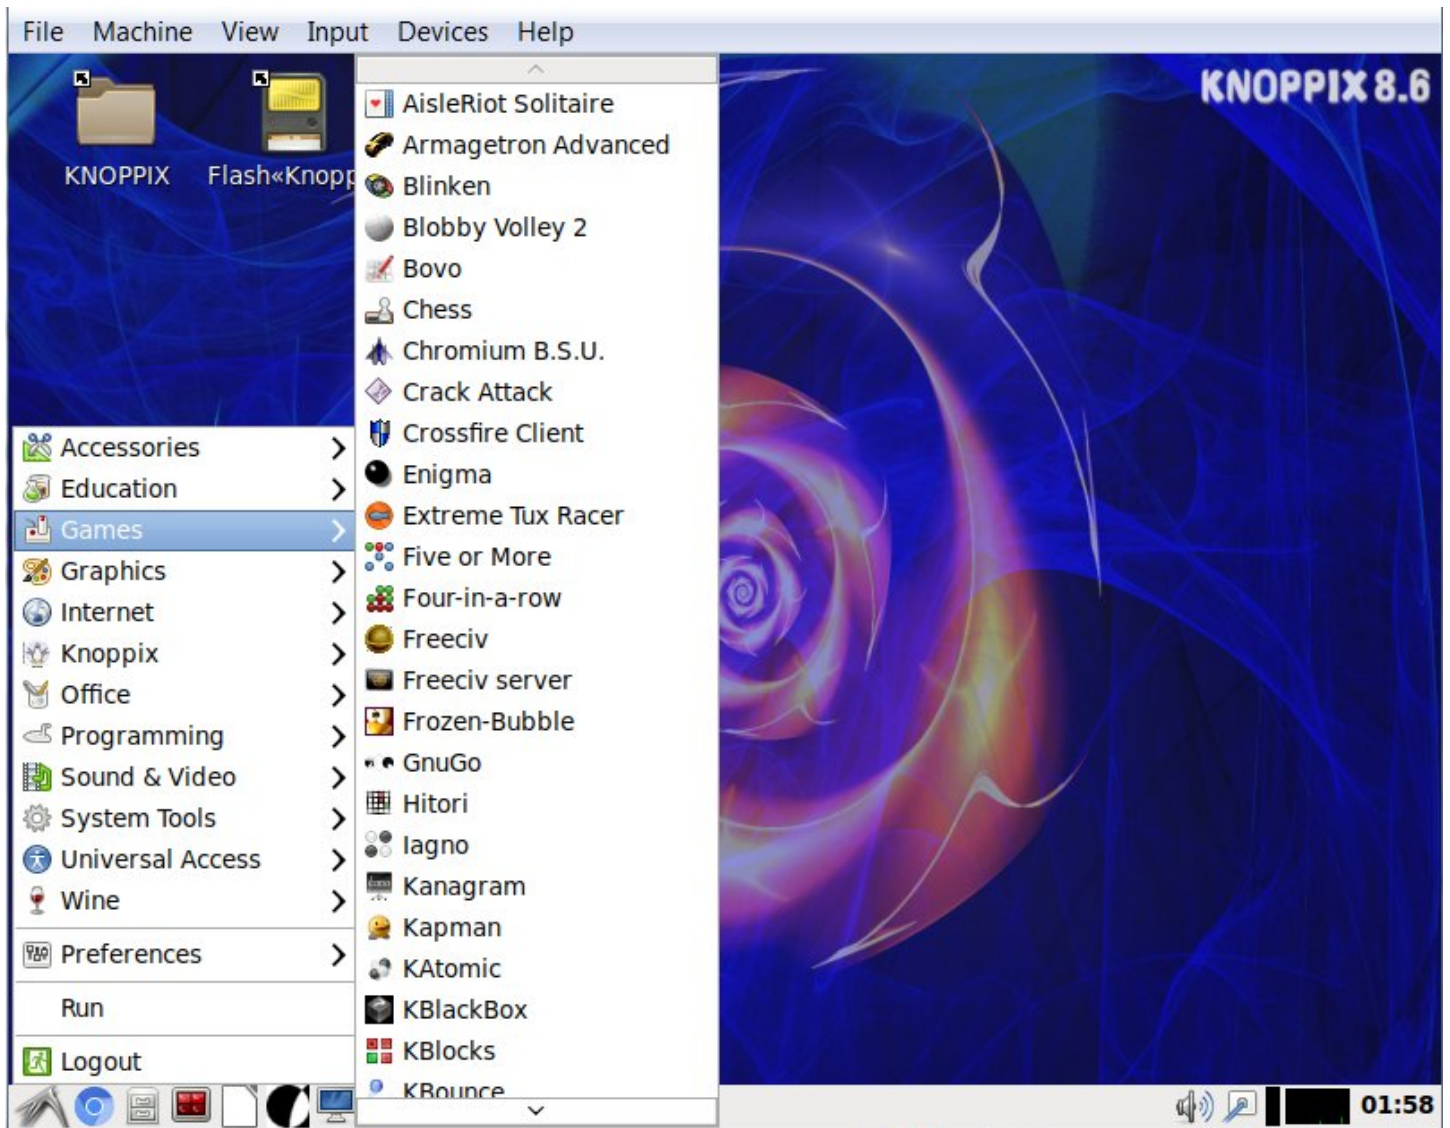 File Machine View Input Devices Help
KNOPPIX 8.6
KNOPPIX
Flash«Knopp
AisleRiot Solitaire
Armagetron Advanced
Blinken
Blobby Volley 2
Bovo
Chess
Chromium B.S.U.
Crack Attack
Crossfire Client
Enigma
Extreme Tux Racer
Five or More
Four-in-a-row
Freeciv
Freeciv server
Frozen-Bubble
GnuGo
Hitori
Iagno
Kanagram
Kapman
KAtomic
KBlackBox
KBlocks
KBounce
Accessories
Education
Games
Graphics
Internet
Knoppix
Office
Programming
Sound & Video
System Tools
Universal Access
Wine
Preferences
Run
Logout
01:58